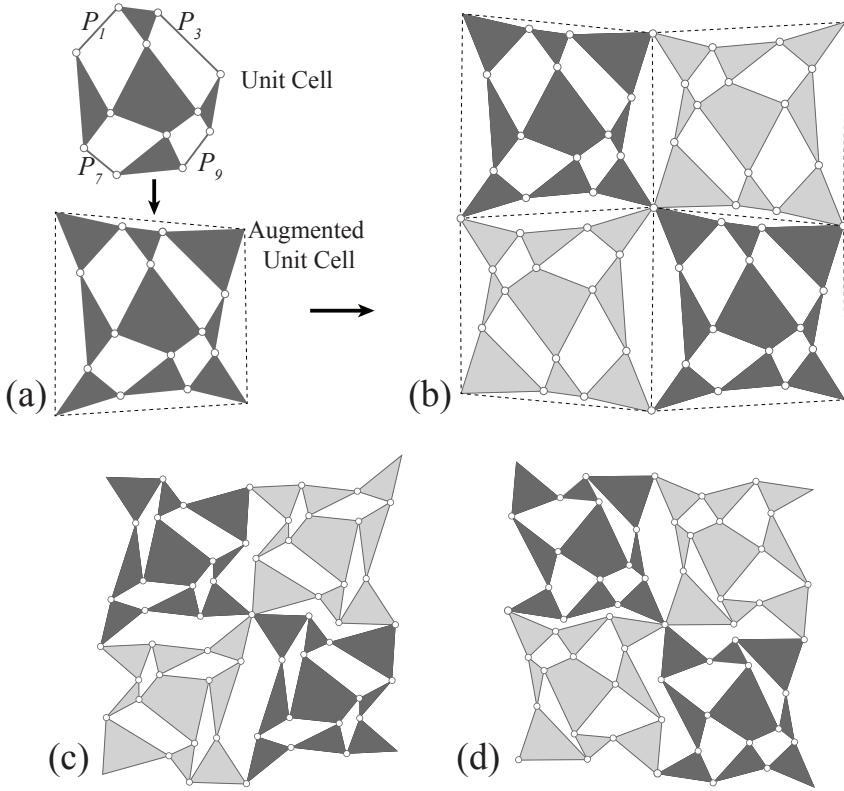 P1
P3
Unit Cell
P7
P9
Augmented
Unit Cell
(a)
(b)
(c)
(d)